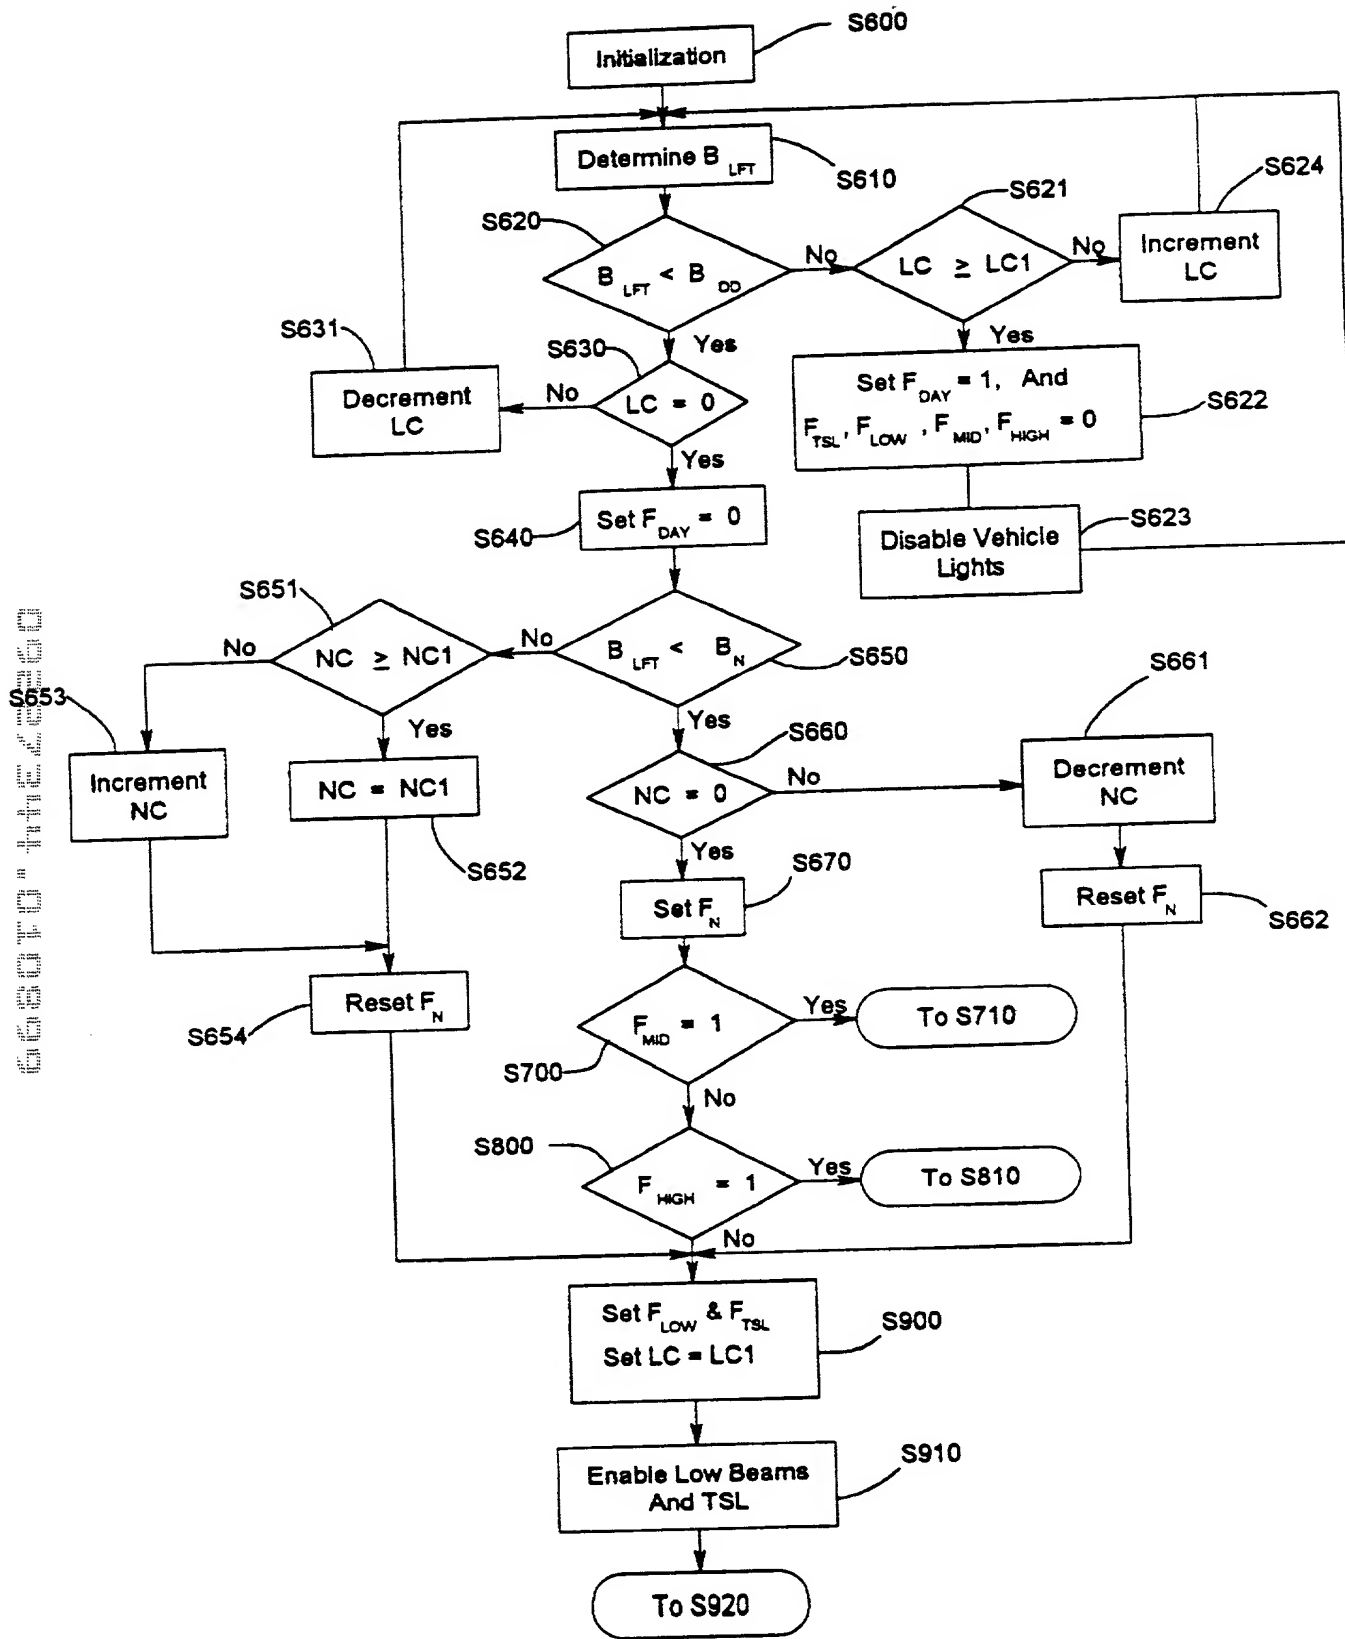 S600
Initialization
Determine B LFT
S610
S620
B LFT < B DD
No
S621
LC ≥ LC1
No
S624
Increment
LC
Yes
S631
Decrement
LC
No
S630
LC = 0
Yes
Yes
Set F DAY = 1, And
F TSL, F LOW, F MID, F HIGH = 0
S622
S640
Set F DAY = 0
Disable Vehicle
Lights
S623
S651
No
NC ≥ NC1
No
B LFT < B N
S650
S653
Increment
NC
Yes
NC = NC1
S652
Yes
S660
NC = 0
No
S661
Decrement
NC
Yes
S670
Set F N
Reset F N
S662
Reset F N
S654
F MID = 1
Yes
To S710
S700
No
S800
F HIGH = 1
Yes
To S810
No
Set F LOW & F TSL
Set LC = LC1
S900
Enable Low Beams
And TSL
S910
To S920